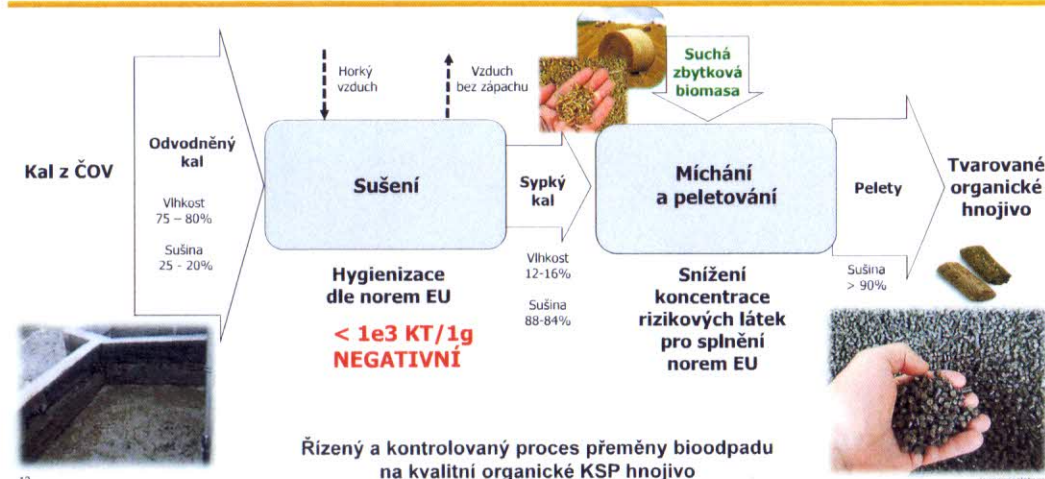 Kal z ČOV
Odvodněný
kal
Vlhkost
75 – 80%
Sušina
25 - 20%
Horký
vzduch
Vzduch
bez zápachu
Sušení
Hygienizace
dle norem EU
< 1e3 KT/1g
NEGATIVNÍ
Sypký
kal
Vlhkost
12-16%
Sušina
88-84%
Suchá
zbytková
biomasa
Míchání
a peletování
Snížení
koncentrace
rizikových látek
pro splnění
norem EU
Pelety
Sušina
> 90%
Tvarované
organické
hnojivo
Řízený a kontrolovaný proces přeměny bioodpadu
na kvalitní organické KSP hnojivo